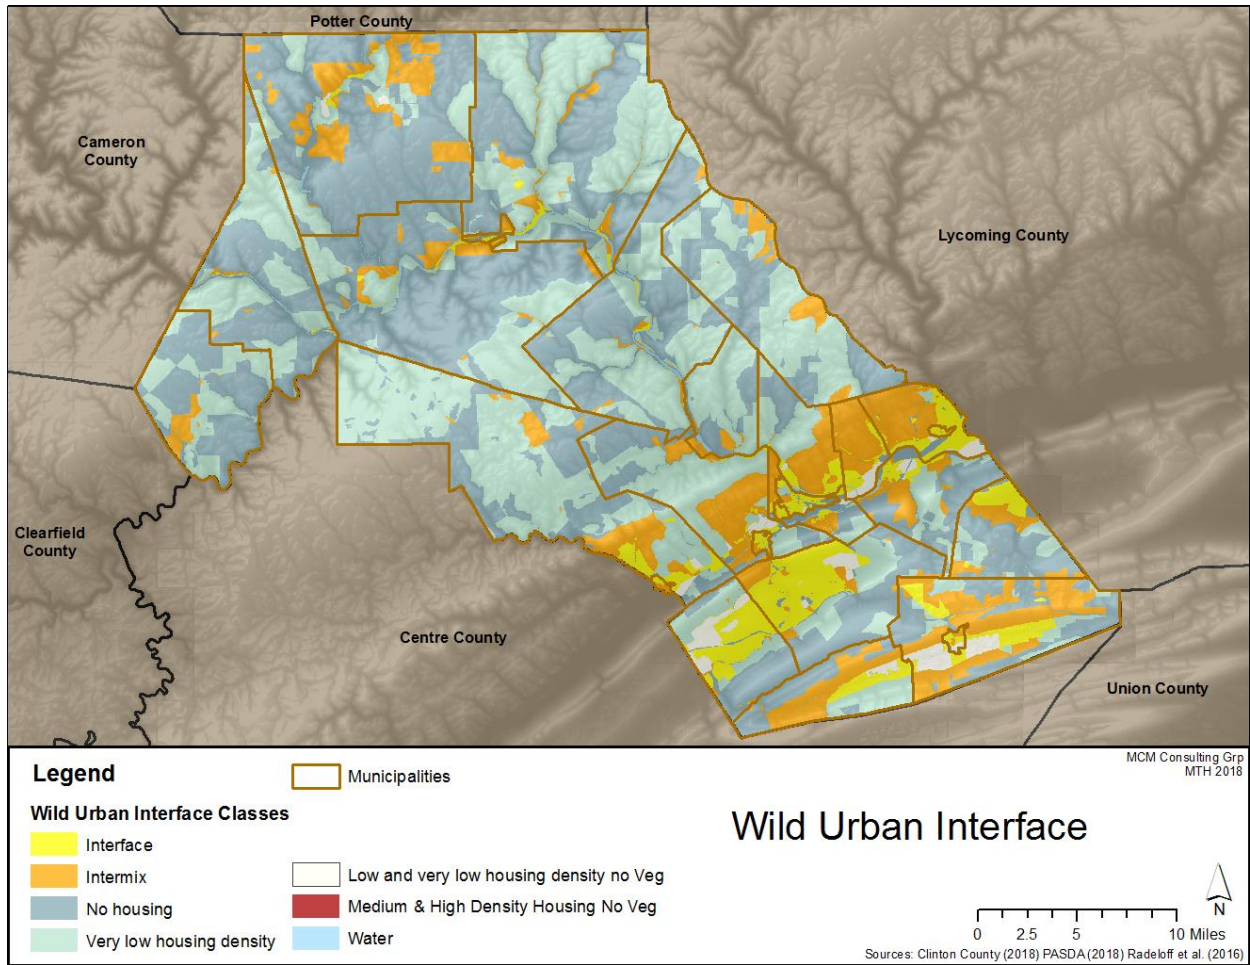 Potter County
Cameron
County
Lycoming County
Clearfield
County
Centre County
Union County
MCM Consulting Grp
MTH 2018
Legend
Municipalities
Wild Urban Interface Classes
Wild Urban Interface
Interface
Intermix
Low and very low housing density no Veg
No housing
Medium & High Density Housing No Veg
Very low housing density
Water
N
0 2.5 5 10 Miles
Sources: Clinton County (2018) PASDA (2018) Radeloff et al. (2016)